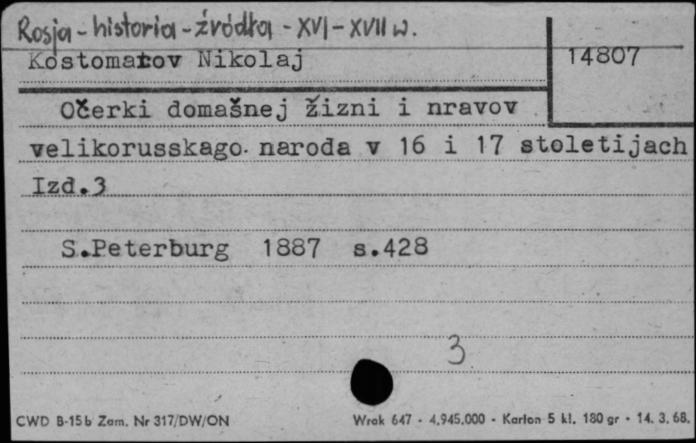 Rosja - historia - źródła - XVI - XVII w.
Kostomarov Nikolaj
14807
Očerki domašnej žizni i nravov
velikorusskago naroda v 16 i 17 stoletijach
Izd.3
S.Peterburg 1887 s.428
3
CWD B-15b Zam. Nr 317/DW/ON
Wrak 647 - 4.945.000 - Karton 5 kl. 180 gr - 14. 3. 68.